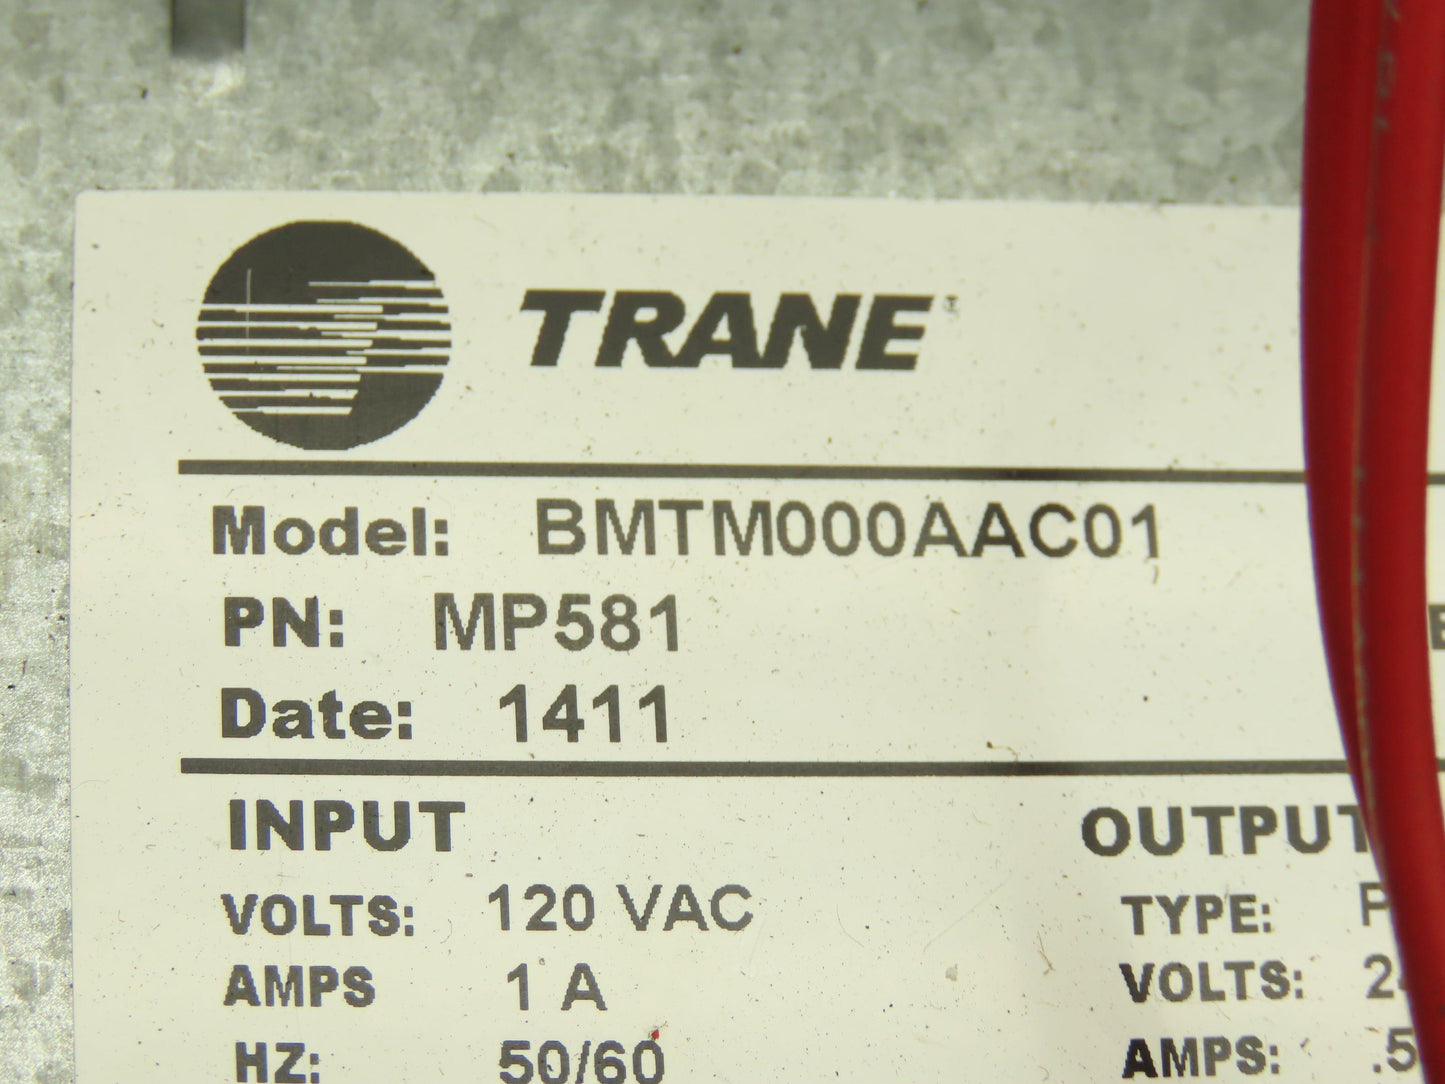 TRANE
Model: BMTM000AAC01
PN: MP581
Date: 1411
INPUT
OUTPUT
VOLTS: 120 VAC
TYPE:
AMPS 1 A
VOLTS:
HZ: 50/60
AMPS: .5